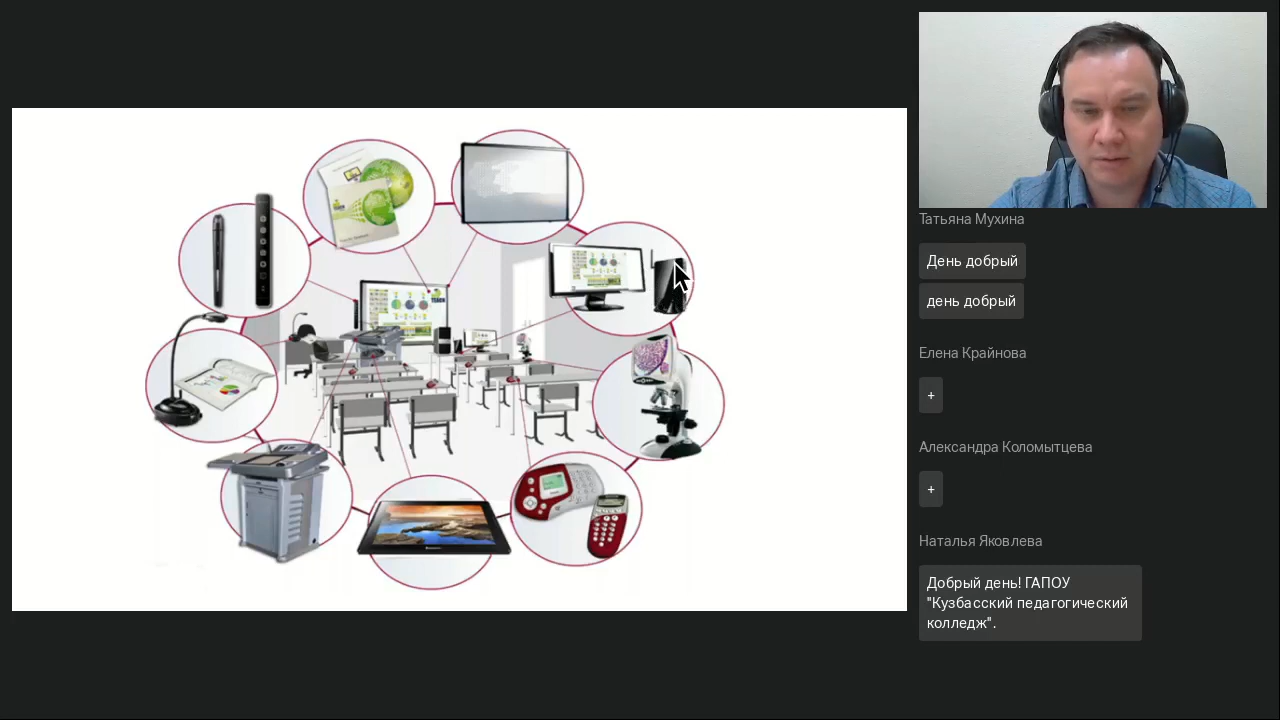 Татьяна Мухина
День добрый
день добрый
Елена Крайнова
+
Александра Коломытцева
+
Наталья Яковлева
Добрый день! ГАПОУ
"Кузбасский педагогический
колледж".